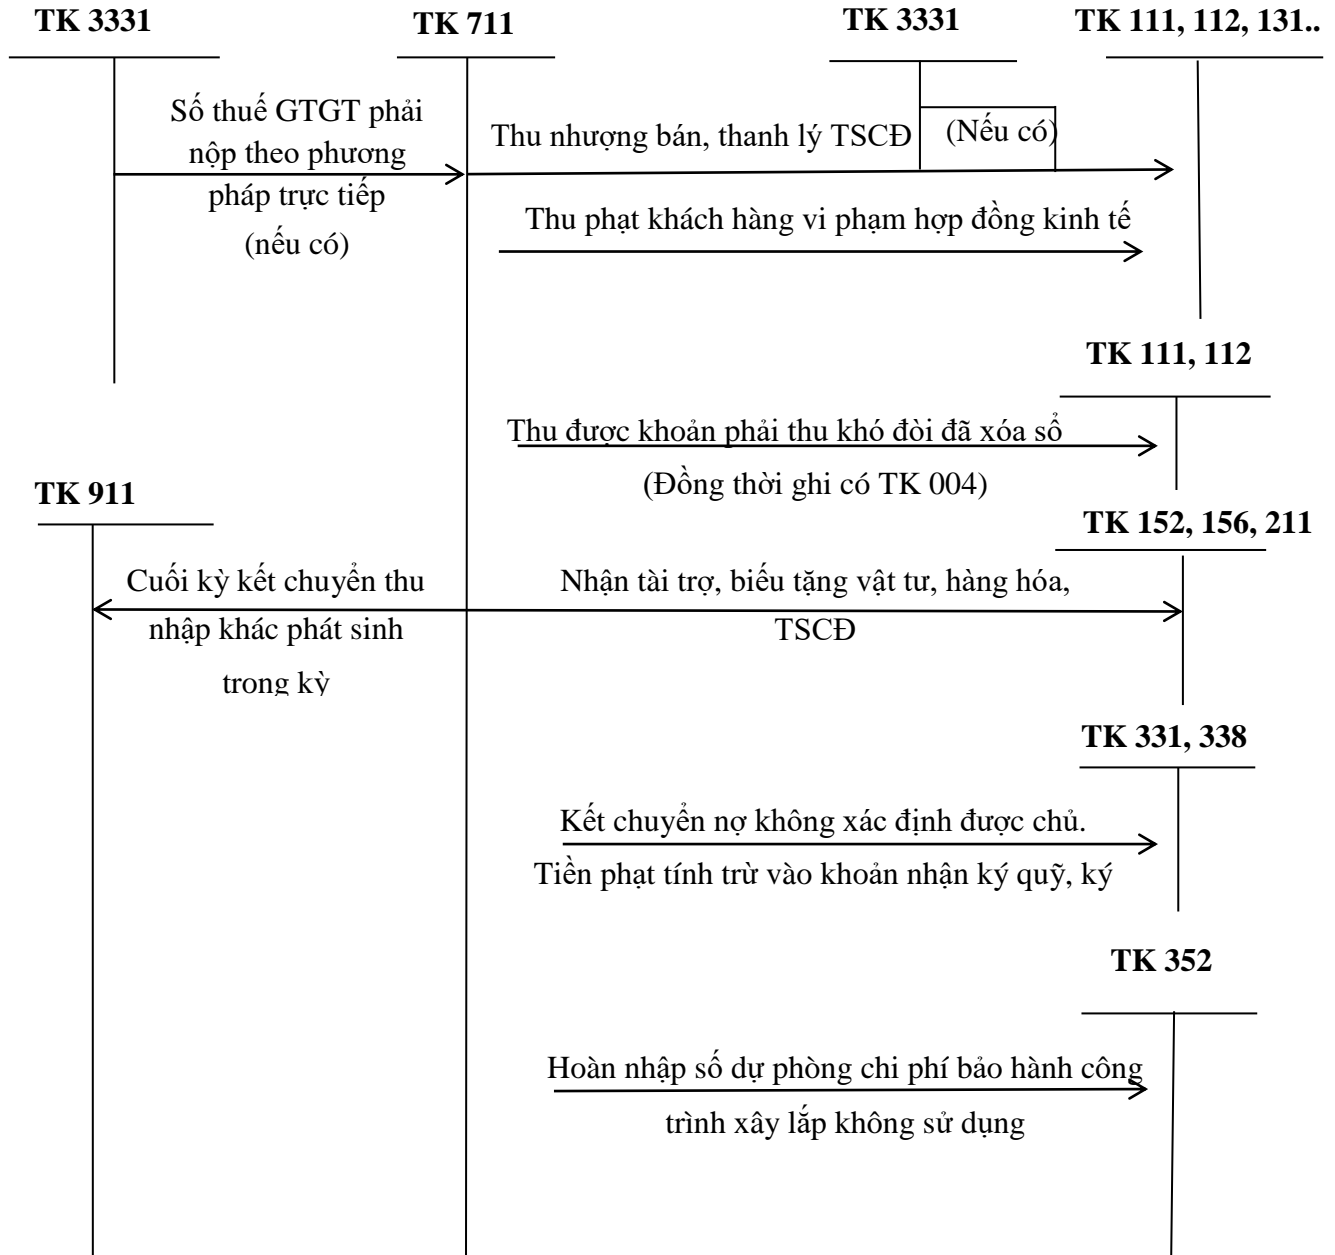 TK 3331
TK 711
TK 3331
TK 111, 112, 131..
Số thuế GTGT phải
nộp theo phương
pháp trực tiếp
(nếu có)
Thu nhượng bán, thanh lý TSCĐ
(Nếu có)
Thu phạt khách hàng vi phạm hợp đồng kinh tế
TK 111, 112
Thu được khoản phải thu khó đòi đã xóa sổ
(Đồng thời ghi có TK 004)
TK 911
TK 152, 156, 211
Cuối kỳ kết chuyển thu
nhập khác phát sinh
trong kỳ
Nhận tài trợ, biếu tặng vật tư, hàng hóa,
TSCĐ
TK 331, 338
Kết chuyển nợ không xác định được chủ.
Tiền phạt tính trừ vào khoản nhận ký quỹ, ký
TK 352
Hoàn nhập số dự phòng chi phí bảo hành công
trình xây lắp không sử dụng